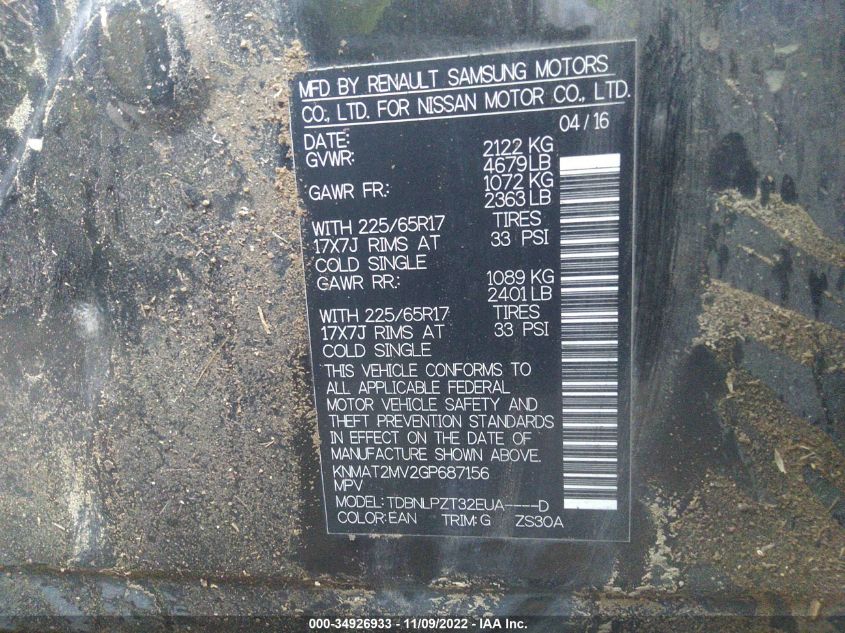 MFD BY RENAULT SAMSUNG MOTORS
CO., LTD. FOR NISSAN MOTOR CO., LTD.
DATE: 04 / 16
GVWR: 2122 KG
4679 LB
GAWR FR: 1072 KG
2363 LB
WITH 225/65R17 TIRES
17X7J RIMS AT 33 PSI
COLD SINGLE
GAWR RR: 1089 KG
2401 LB
WITH 225/65R17 TIRES
17X7J RIMS AT 33 PSI
COLD SINGLE
THIS VEHICLE CONFORMS TO
ALL APPLICABLE FEDERAL
MOTOR VEHICLE SAFETY AND
THEFT PREVENTION STANDARDS
IN EFFECT ON THE DATE OF
MANUFACTURE SHOWN ABOVE.
KNMAT2MV2GP687156
MPV
MODEL: TDBNLPZT32EUA----D
COLOR: EAN TRIM: G ZS30A
000-34926933 - 11/09/2022 - IAA Inc.